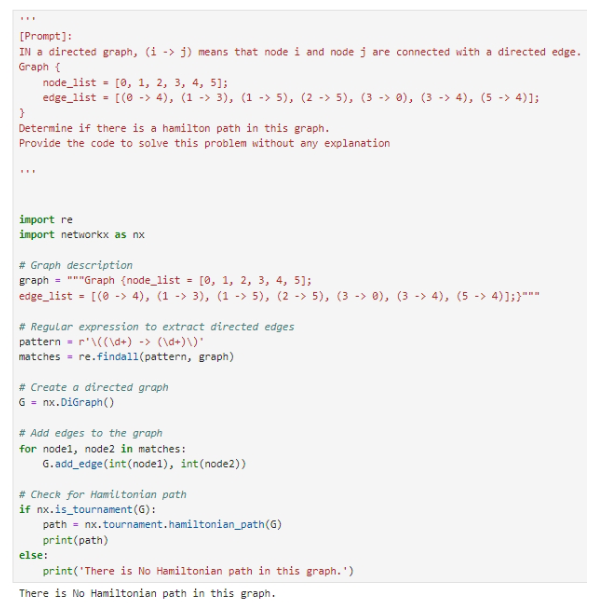 '''
[Prompt]:
IN a directed graph, (i -> j) means that node i and node j are connected with a directed edge.
Graph {
    node_list = [0, 1, 2, 3, 4, 5];
    edge_list = [(0 -> 4), (1 -> 3), (1 -> 5), (2 -> 5), (3 -> 0), (3 -> 4), (5 -> 4)];
}
Determine if there is a hamilton path in this graph.
Provide the code to solve this problem without any explanation
'''
import re
import networkx as nx
# Graph description
graph = """Graph {node_list = [0, 1, 2, 3, 4, 5];
edge_list = [(0 -> 4), (1 -> 3), (1 -> 5), (2 -> 5), (3 -> 0), (3 -> 4), (5 -> 4)];}"""
# Regular expression to extract directed edges
pattern = r'\((\d+) -> (\d+)\)'
matches = re.findall(pattern, graph)
# Create a directed graph
G = nx.DiGraph()
# Add edges to the graph
for node1, node2 in matches:
    G.add_edge(int(node1), int(node2))
# Check for Hamiltonian path
if nx.is_tournament(G):
    path = nx.tournament.hamiltonian_path(G)
    print(path)
else:
    print('There is No Hamiltonian path in this graph.')
There is No Hamiltonian path in this graph.